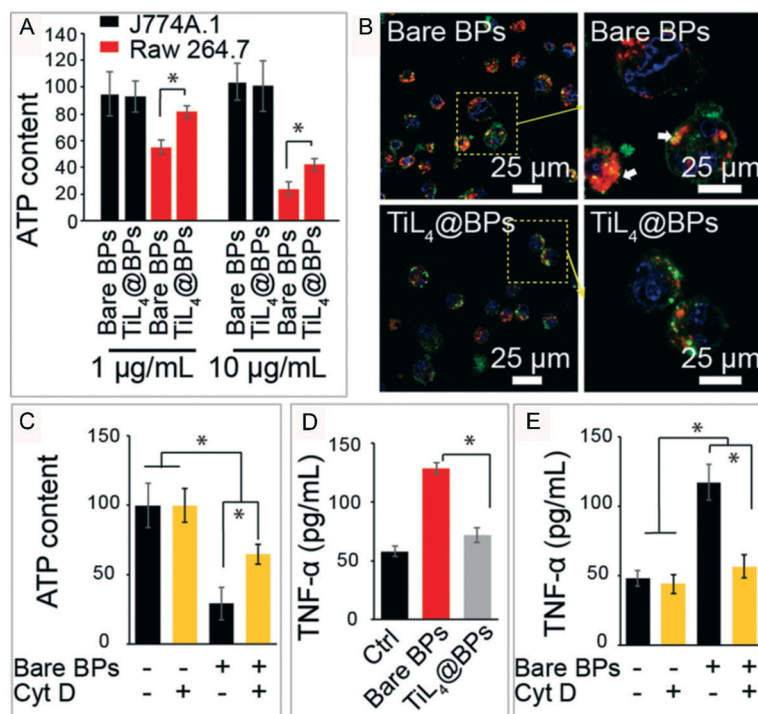 A
J774A.1
Raw 264.7
ATP content
140
120
100
80
60
40
20
0
*
*
Bare BPs
TiL4@BPs
Bare BPs
TiL4@BPs
Bare BPs
TiL4@BPs
Bare BPs
TiL4@BPs
1 µg/mL
10 µg/mL
B
Bare BPs
25 µm
Bare BPs
25 µm
TiL4@BPs
25 µm
TiL4@BPs
25 µm
C
ATP content
150
100
50
0
*
*
Bare BPs - - + +
Cyt D - + - +
D
TNF-α (pg/mL)
150
100
50
0
*
Ctrl
Bare BPs
TiL4@BPs
E
TNF-α (pg/mL)
150
100
50
0
*
*
Bare BPs - - + +
Cyt D - + - +